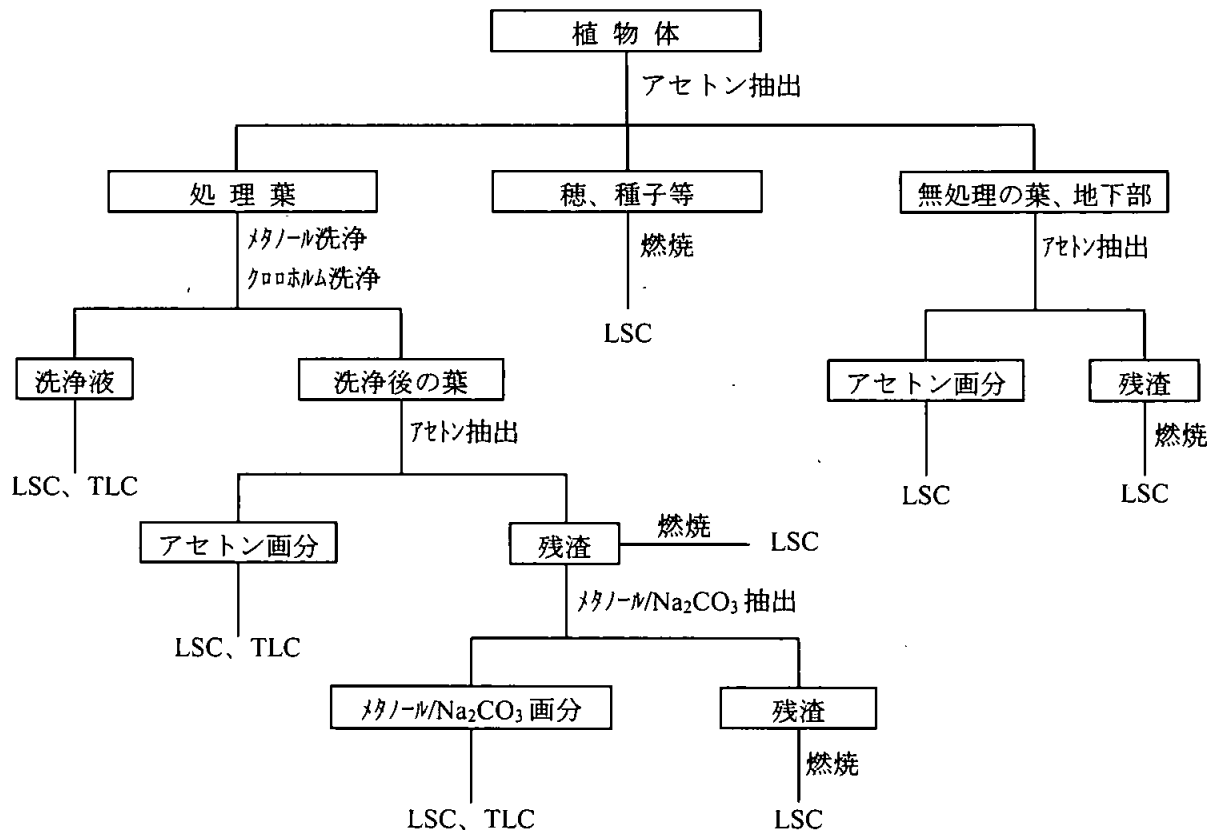 植物体
アセトン抽出
処理葉
穂、種子等
無処理の葉、地下部
メタノール洗浄
クロロホルム洗浄
燃焼
アセトン抽出
LSC
洗浄液
洗浄後の葉
アセトン画分
残渣
アセトン抽出
燃焼
LSC、TLC
LSC
LSC
アセトン画分
残渣
燃焼
LSC
メタノール/Na₂CO₃抽出
LSC、TLC
メタノール/Na₂CO₃画分
残渣
燃焼
LSC、TLC
LSC